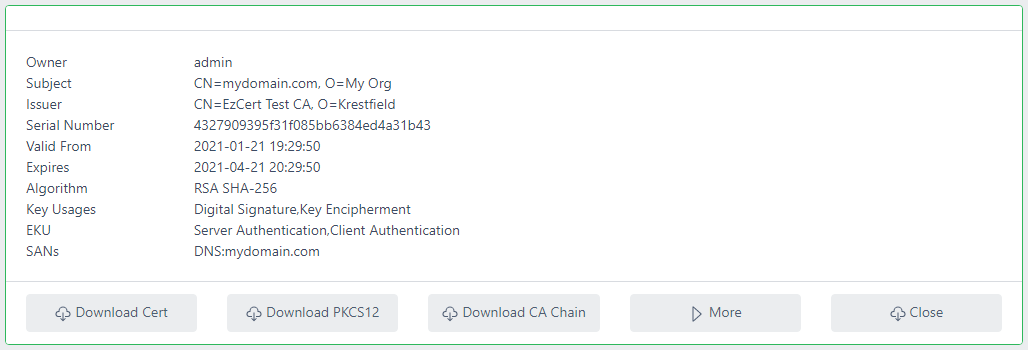 Owner admin
Subject CN=mydomain.com, O=My Org
Issuer CN=EzCert Test CA, O=Krestfield
Serial Number 4327909395f31f085bb6384ed4a31b43
Valid From 2021-01-21 19:29:50
Expires 2021-04-21 20:29:50
Algorithm RSA SHA-256
Key Usages Digital Signature,Key Encipherment
EKU Server Authentication,Client Authentication
SANs DNS:mydomain.com
Download Cert Download PKCS12 Download CA Chain More Close